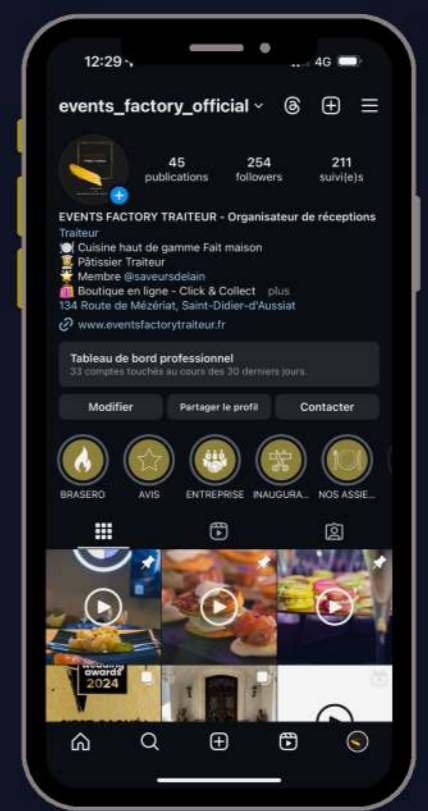 12:29
4G
events_factory_official
45
publications
254
followers
211
suivi(e)s
EVENTS FACTORY TRAITEUR - Organisateur de réceptions
Traiteur
Cuisine haut de gamme Fait maison
Pâtissier Traiteur
Membre @saveursdelain
Boutique en ligne - Click & Collect plus
134 Route de Mézériat, Saint-Didier-d'Aussiat
www.eventsfactorytraiteur.fr
Tableau de bord professionnel
33 comptes touchés au cours des 30 derniers jours.
Modifier
Partager le profil
Contacter
BRASERO
AVIS
ENTREPRISE
INAUGURA...
NOS ASSIE...
wedding
awards
2024